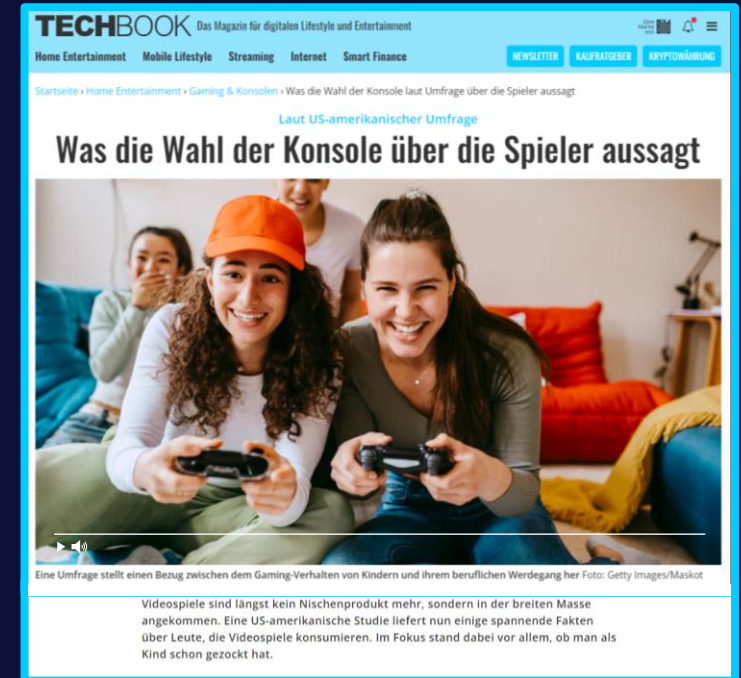 TECHBOOK Das Magazin für digitalen Lifestyle und Entertainment
Bild
Home Entertainment Mobile Lifestyle Streaming Internet Smart Finance NEWSLETTER KAUFRATGEBER KRYPTOWÄHRUNG
Startseite › Home Entertainment › Gaming & Konsolen › Was die Wahl der Konsole laut Umfrage über die Spieler aussagt
Laut US-amerikanischer Umfrage
Was die Wahl der Konsole über die Spieler aussagt
Eine Umfrage stellt einen Bezug zwischen dem Gaming-Verhalten von Kindern und ihrem beruflichen Werdegang her Foto: Getty Images/Maskot
Videospiele sind längst kein Nischenprodukt mehr, sondern in der breiten Masse
angekommen. Eine US-amerikanische Studie liefert nun einige spannende Fakten
über Leute, die Videospiele konsumieren. Im Fokus stand dabei vor allem, ob man als
Kind schon gezockt hat.